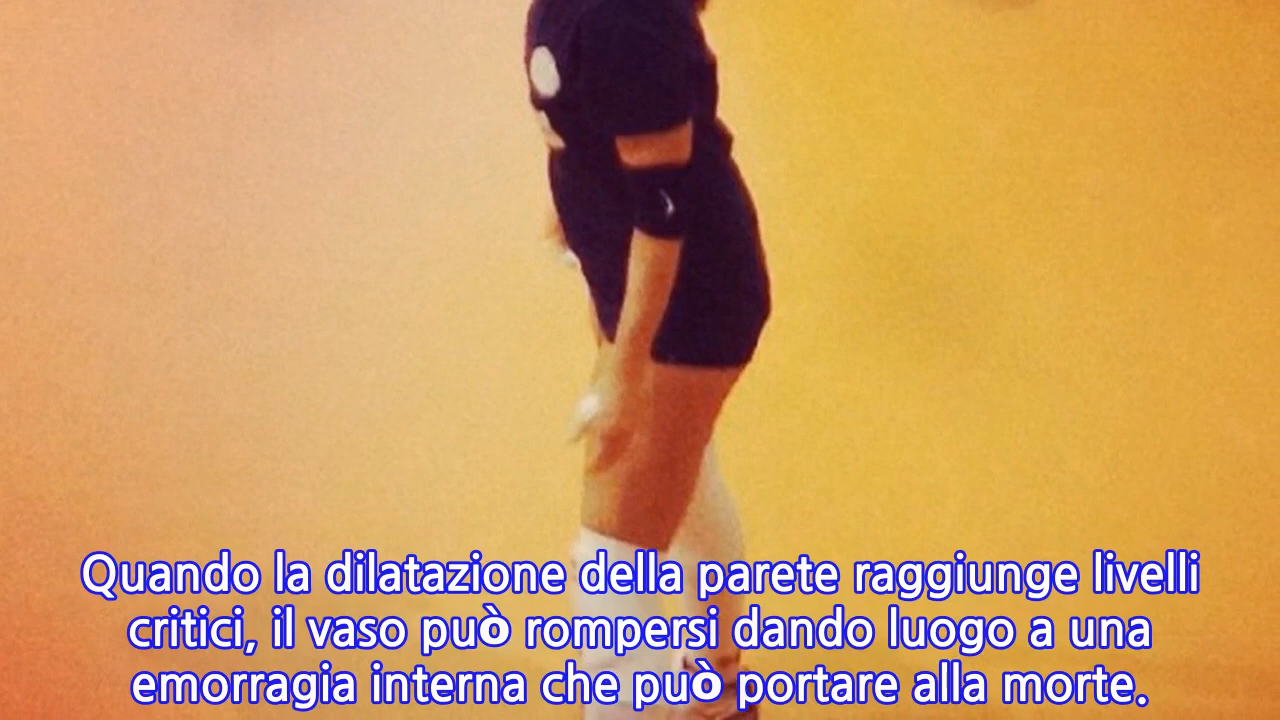 Quando la dilatazione della parete raggiunge livelli
critici, il vaso può rompersi dando luogo a una
emorragia interna che può portare alla morte.